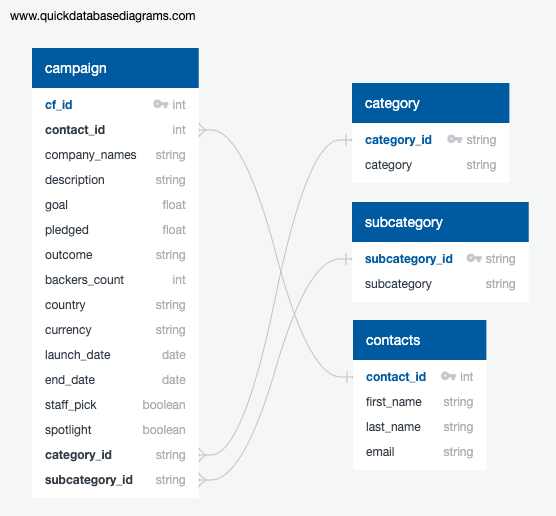 www.quickdatabasediagrams.com
campaign
cf_id int
contact_id int
company_names string
description string
goal float
pledged float
outcome string
backers_count int
country string
currency string
launch_date date
end_date date
staff_pick boolean
spotlight boolean
category_id string
subcategory_id string
category
category_id string
category string
subcategory
subcategory_id string
subcategory string
contacts
contact_id int
first_name string
last_name string
email string